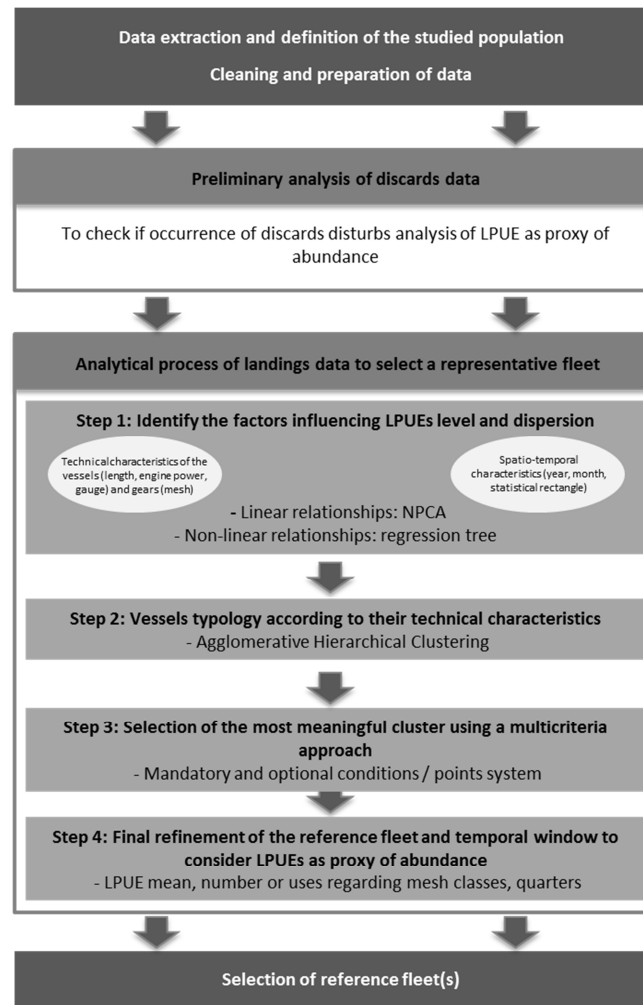 Data extraction and definition of the studied population
Cleaning and preparation of data
Preliminary analysis of discards data
To check if occurrence of discards disturbs analysis of LPUE as proxy of
abundance
Analytical process of landings data to select a representative fleet
Step 1: Identify the factors influencing LPUEs level and dispersion
Technical characteristics of the
vessels (length, engine power,
gauge) and gears (mesh)
Spatio-temporal
characteristics (year, month,
statistical rectangle)
- Linear relationships: NPCA
- Non-linear relationships: regression tree
Step 2: Vessels typology according to their technical characteristics
- Agglomerative Hierarchical Clustering
Step 3: Selection of the most meaningful cluster using a multicriteria
approach
- Mandatory and optional conditions / points system
Step 4: Final refinement of the reference fleet and temporal window to
consider LPUEs as proxy of abundance
- LPUE mean, number or uses regarding mesh classes, quarters
Selection of reference fleet(s)